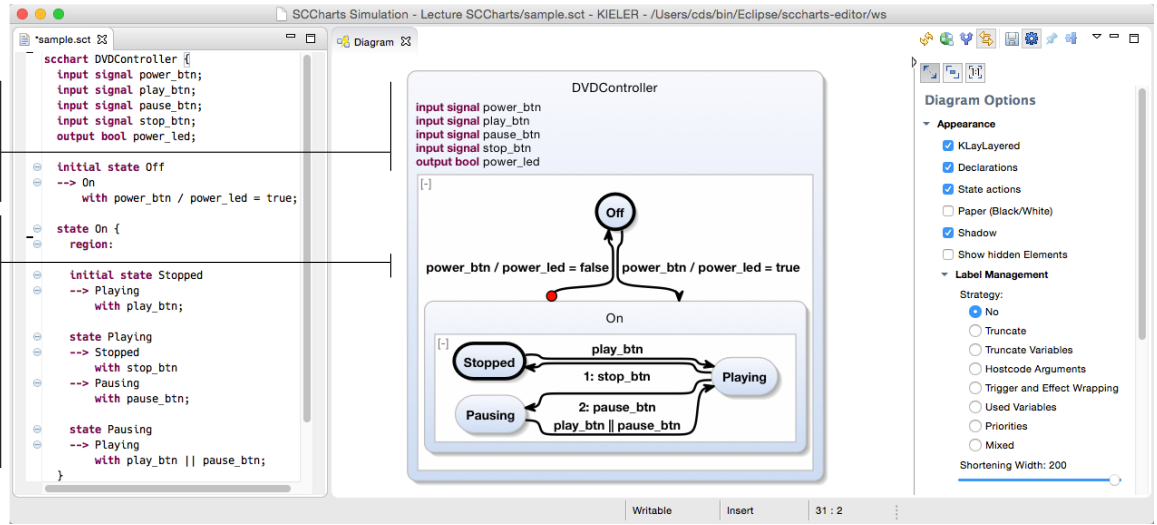 SCCharts Simulation - Lecture SCCharts/sample.sct - KIELER - /Users/cds/bin/Eclipse/sccharts-editor/ws
*sample.sct
scchart DVDController {
input signal power_btn;
input signal play_btn;
input signal pause_btn;
input signal stop_btn;
output bool power_led;
initial state Off
--> On
with power_btn / power_led = true;
state On {
region:
initial state Stopped
--> Playing
with play_btn;
state Playing
--> Stopped
with stop_btn
--> Pausing
with pause_btn;
state Pausing
--> Playing
with play_btn || pause_btn;
}
Diagram
DVDController
input signal power_btn
input signal play_btn
input signal pause_btn
input signal stop_btn
output bool power_led
[-]
Off
power_btn / power_led = false
power_btn / power_led = true
On
[-]
Stopped
play_btn
1: stop_btn
Playing
Pausing
2: pause_btn
play_btn || pause_btn
Diagram Options
Appearance
KLayLayered
Declarations
State actions
Paper (Black/White)
Shadow
Show hidden Elements
Label Management
Strategy:
No
Truncate
Truncate Variables
Hostcode Arguments
Trigger and Effect Wrapping
Used Variables
Priorities
Mixed
Shortening Width: 200
Writable
Insert
31 : 2